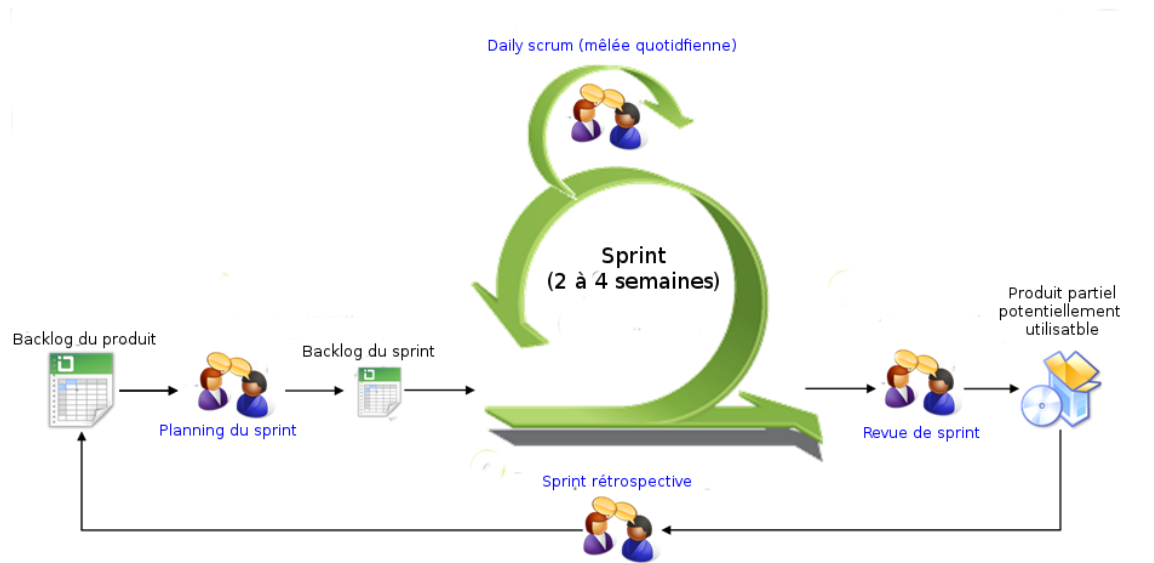 Daily scrum (mêlée quotidfienne)
Sprint
(2 à 4 semaines)
Produit partiel
potentiellement
utilisatble
Backlog du produit
Backlog du sprint
Planning du sprint
Revue de sprint
Sprint rétrospective